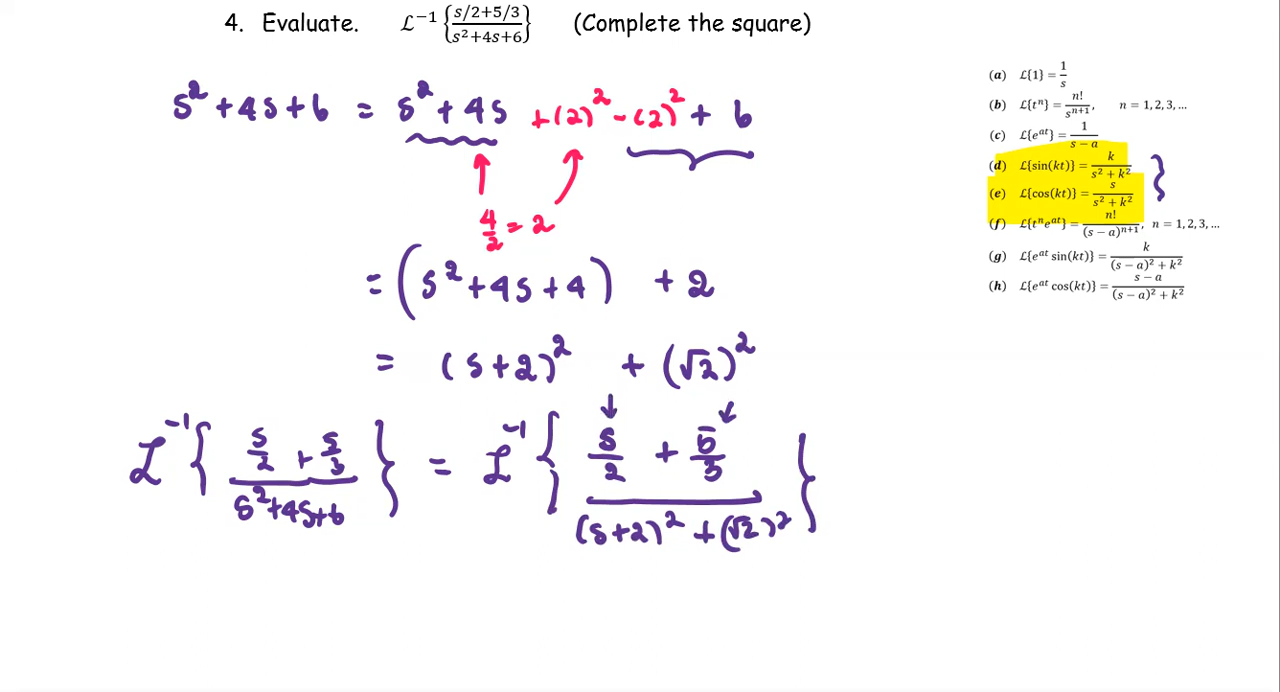 4. Evaluate. ℒ⁻¹ {(s/2+5/3)/(s²+4s+6)} (Complete the square)
s² + 4s + 6 = s² + 4s + (2)² - (2)² + 6
4/2 = 2
= (s² + 4s + 4) + 2
= (s+2)² + (√2)²
ℒ⁻¹ { (s/2 + 5/3)/(s²+4s+6) } = ℒ⁻¹ { (s/2 + 5/3)/((s+2)² + (√2)²) }
(a) ℒ{1} = 1/s
(b) ℒ{tⁿ} = n!/sⁿ⁺¹, n = 1, 2, 3, …
(c) ℒ{eᵃᵗ} = 1/(s − a)
(d) ℒ{sin(kt)} = k/(s² + k²)
(e) ℒ{cos(kt)} = s/(s² + k²)
(f) ℒ{tⁿeᵃᵗ} = n!/(s − a)ⁿ⁺¹, n = 1, 2, 3, …
(g) ℒ{eᵃᵗ sin(kt)} = k/((s − a)² + k²)
(h) ℒ{eᵃᵗ cos(kt)} = (s − a)/((s − a)² + k²)